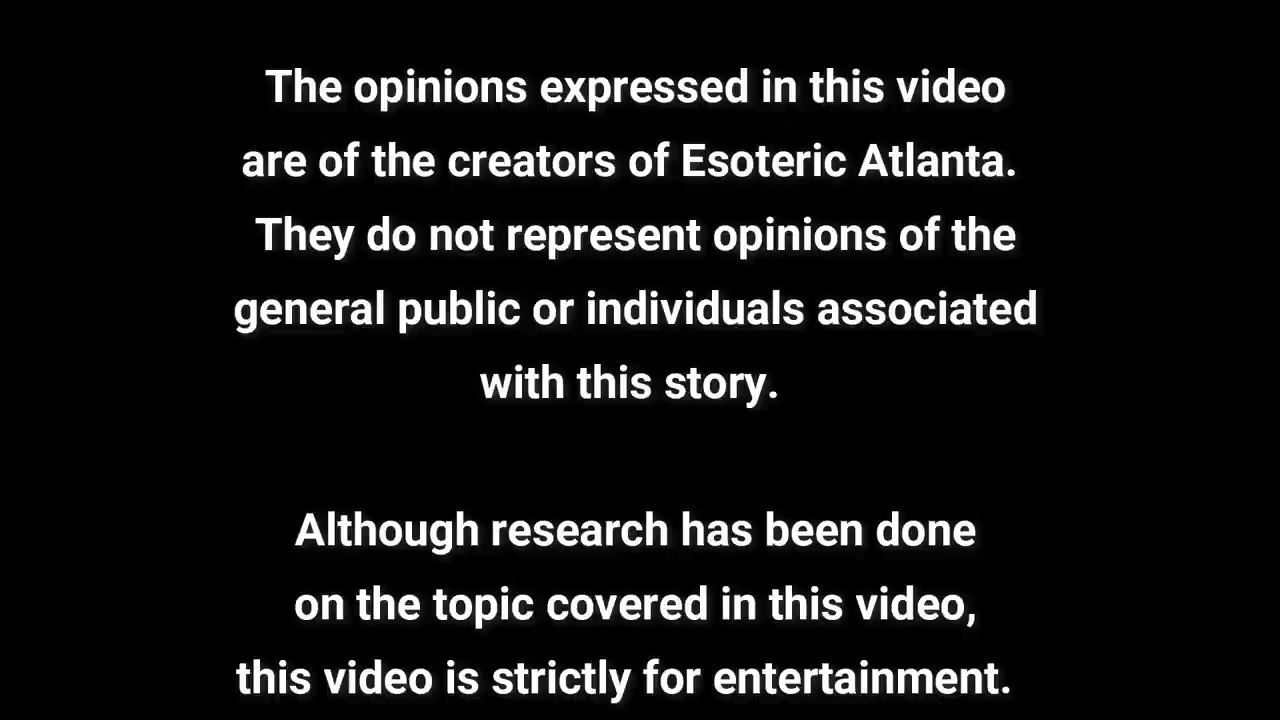 The opinions expressed in this video
are of the creators of Esoteric Atlanta.
They do not represent opinions of the
general public or individuals associated
with this story.
Although research has been done
on the topic covered in this video,
this video is strictly for entertainment.